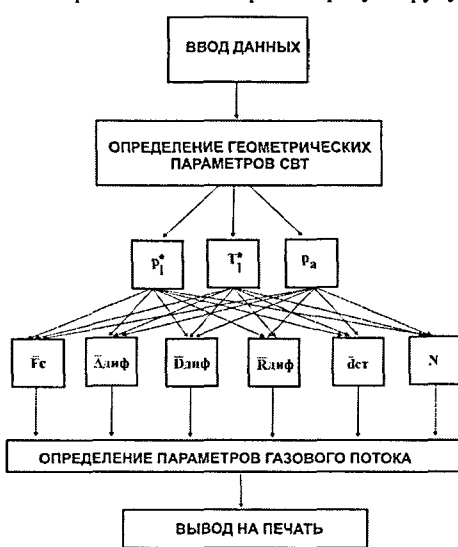 ВВОД ДАННЫХ
ОПРЕДЕЛЕНИЕ ГЕОМЕТРИЧЕСКИХ
ПАРАМЕТРОВ СВТ
p₁* T₁* pₐ
F̄c Δ̄диф D̄диф R̄диф d̄ст N
ОПРЕДЕЛЕНИЕ ПАРАМЕТРОВ ГАЗОВОГО ПОТОКА
ВЫВОД НА ПЕЧАТЬ